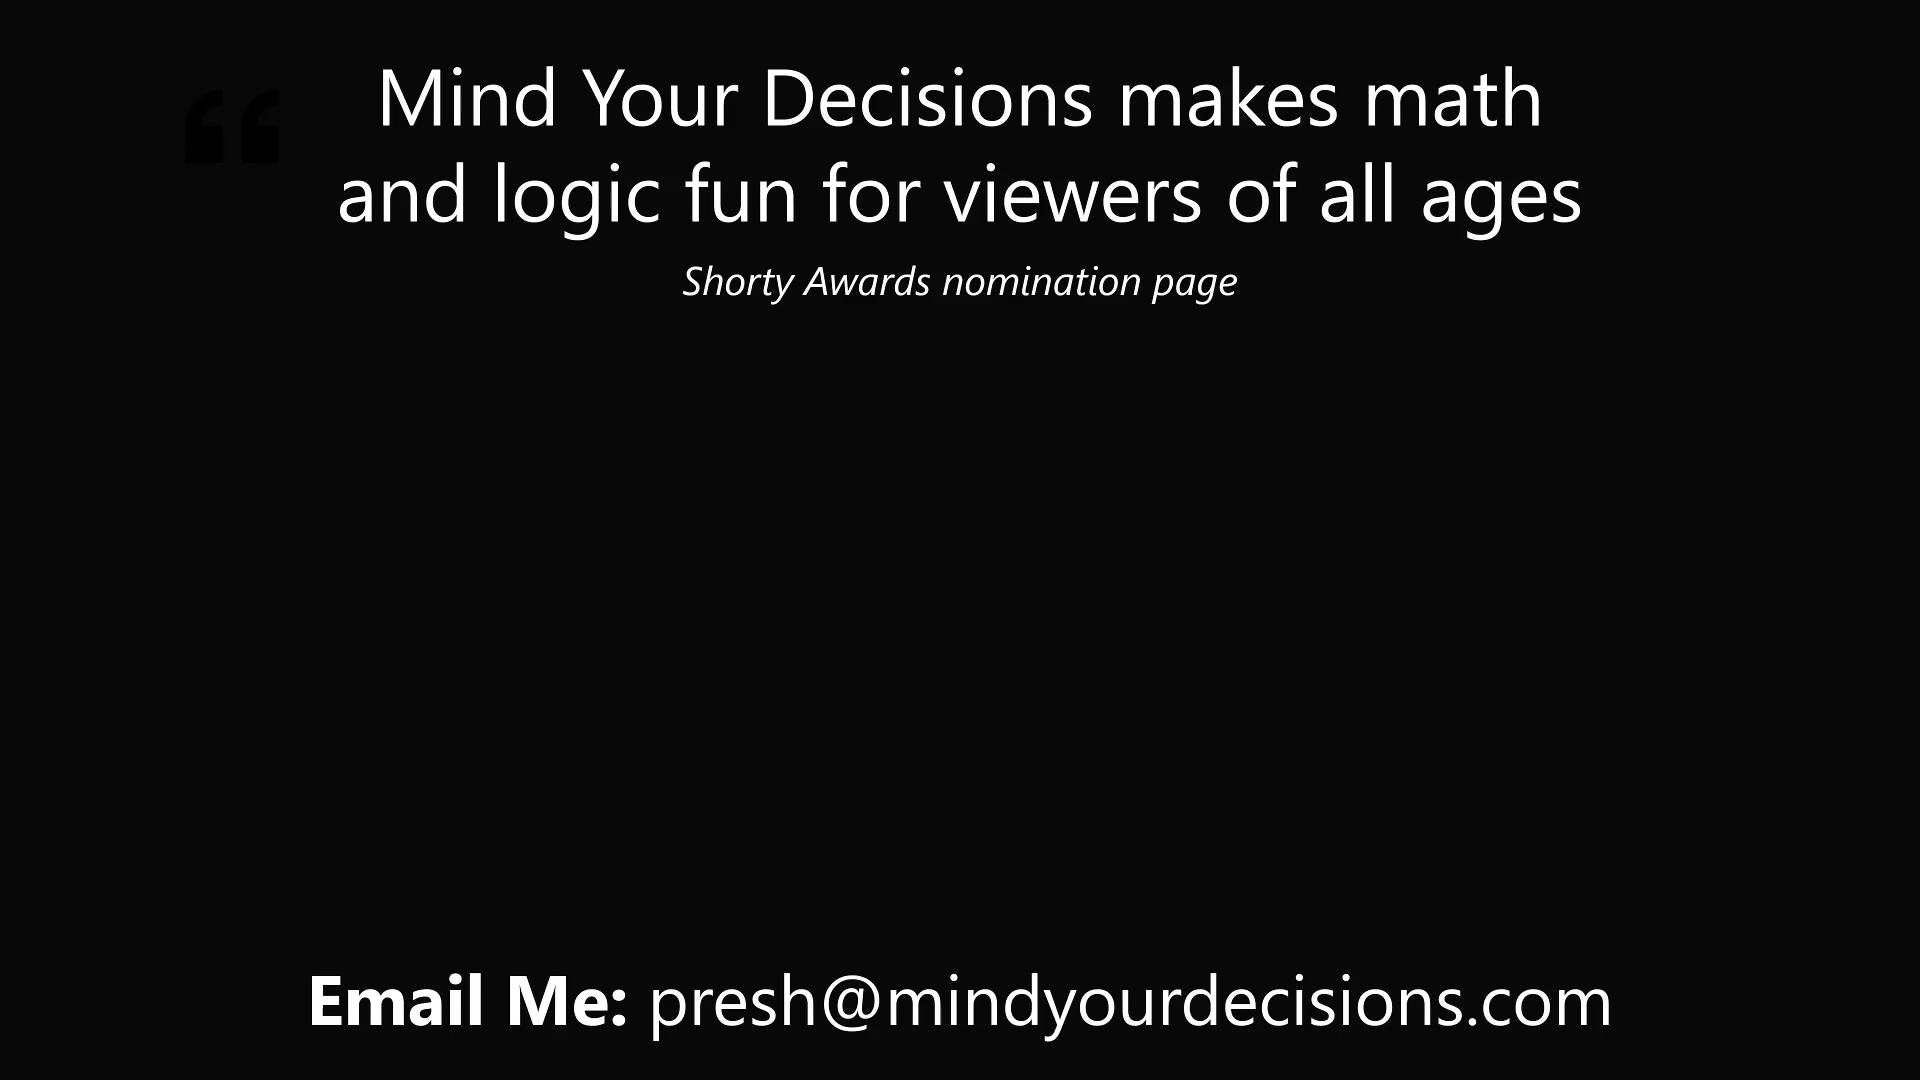 “
Mind Your Decisions makes math
and logic fun for viewers of all ages
Shorty Awards nomination page
Email Me: presh@mindyourdecisions.com